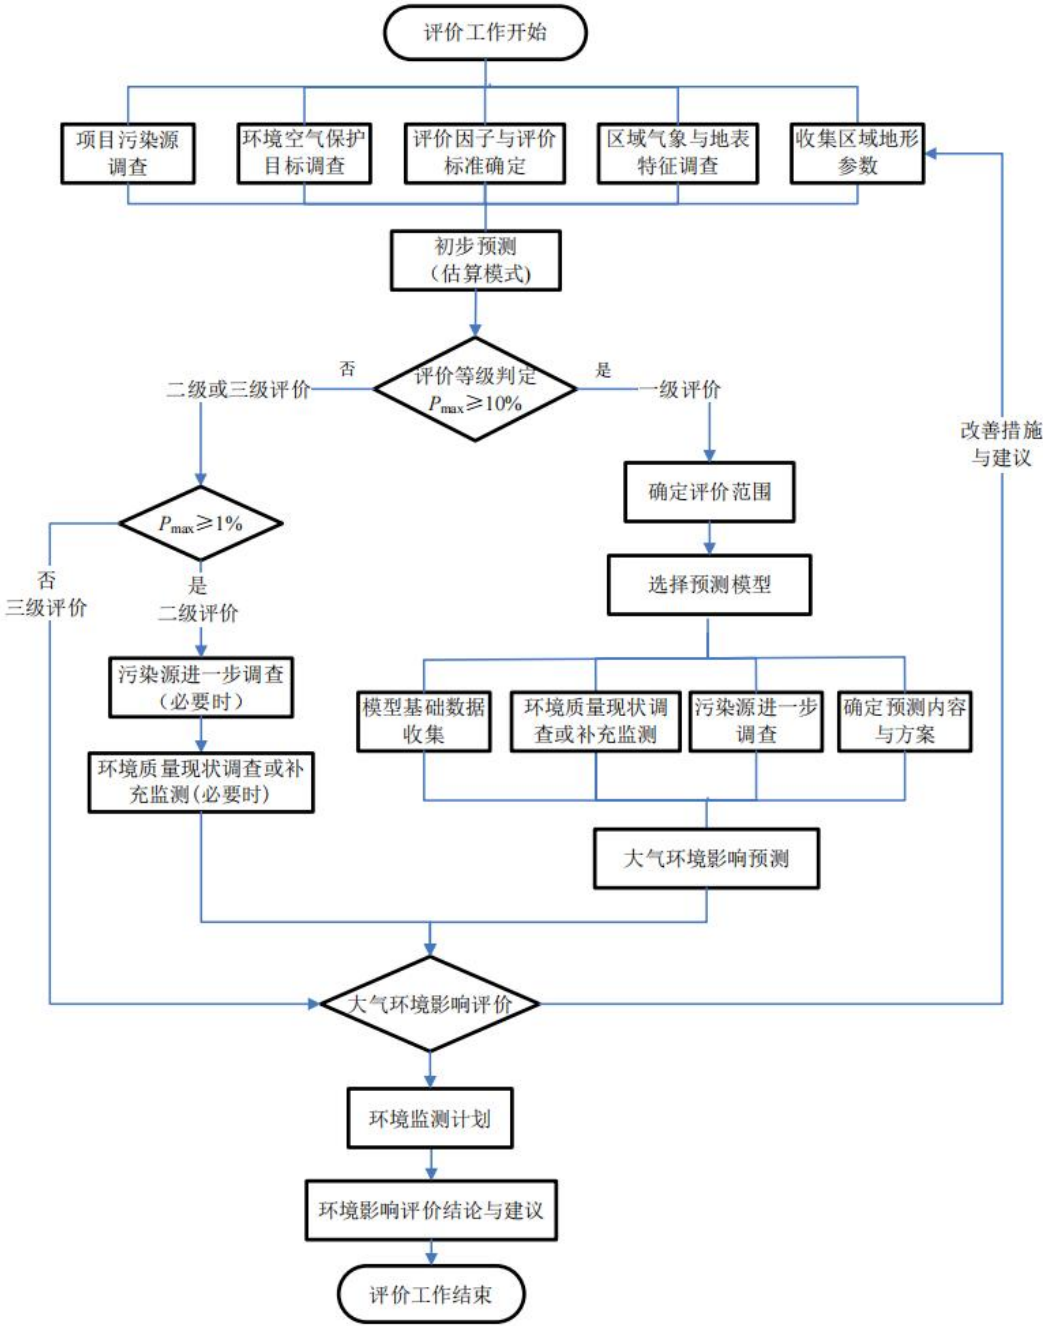 评价工作开始
项目污染源
调查
环境空气保护
目标调查
评价因子与评价
标准确定
区域气象与地表
特征调查
收集区域地形
参数
初步预测
（估算模式)
评价等级判定
Pmax≥10%
否
二级或三级评价
是
一级评价
改善措施
与建议
确定评价范围
Pmax≥1%
选择预测模型
否
三级评价
是
二级评价
污染源进一步调查
（必要时）
模型基础数据
收集
环境质量现状调
查或补充监测
污染源进一步
调查
确定预测内容
与方案
环境质量现状调查或补
充监测(必要时)
大气环境影响预测
大气环境影响评价
环境监测计划
环境影响评价结论与建议
评价工作结束